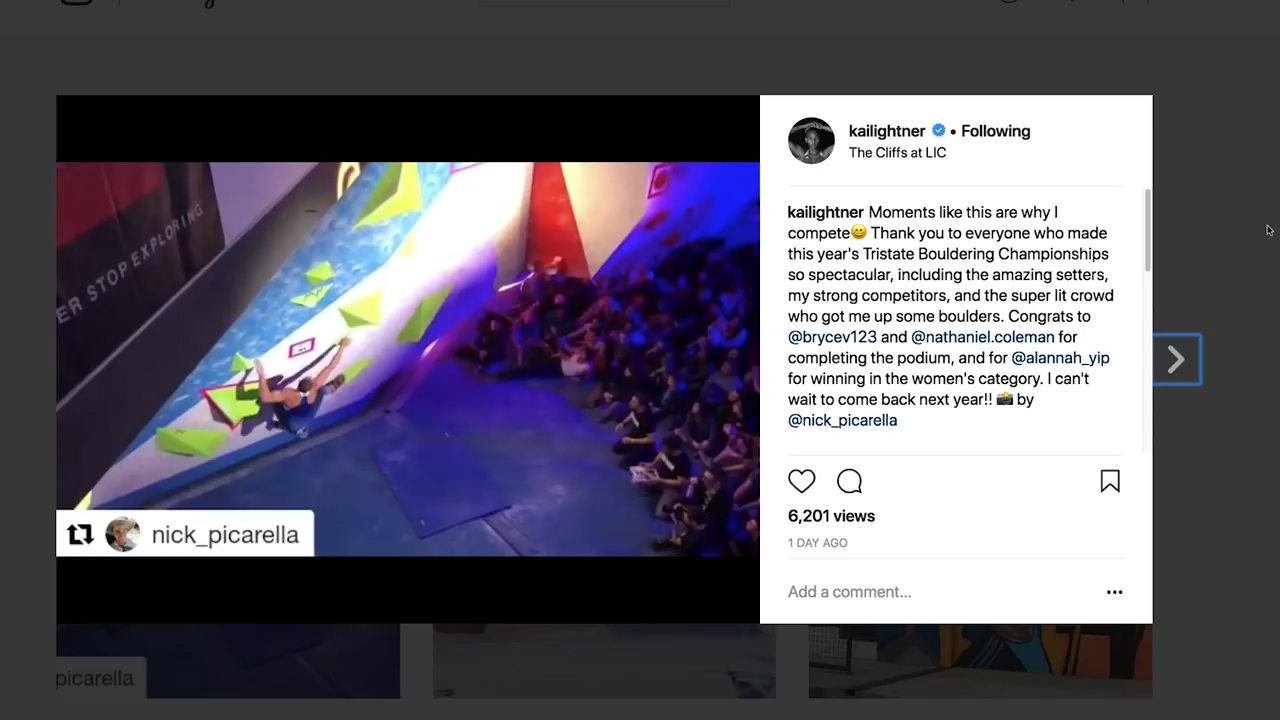 kailightner • Following
The Cliffs at LIC
ER STOP EXPLORING
kailightner Moments like this are why I
compete😄 Thank you to everyone who made
this year's Tristate Bouldering Championships
so spectacular, including the amazing setters,
my strong competitors, and the super lit crowd
who got me up some boulders. Congrats to
@brycev123 and @nathaniel.coleman for
completing the podium, and for @alannah_yip
for winning in the women's category. I can't
wait to come back next year!! 📸 by
@nick_picarella
6,201 views
1 DAY AGO
nick_picarella
Add a comment...
picarella